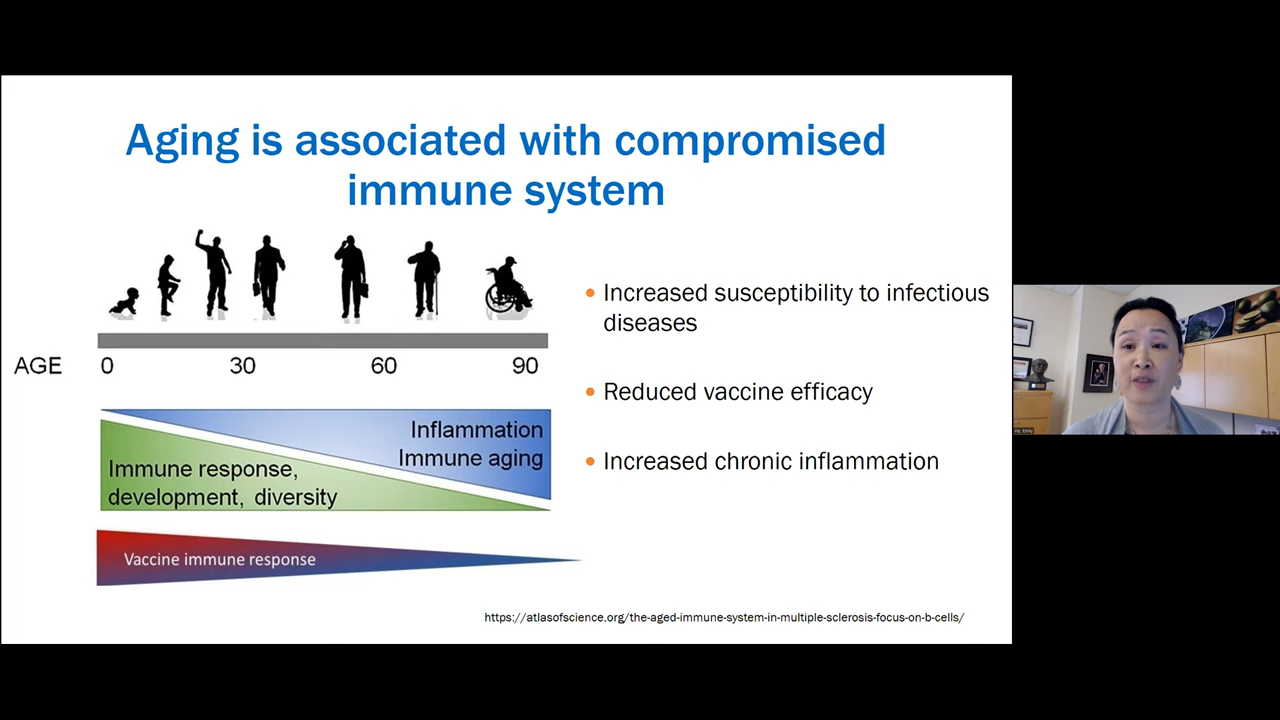 Aging is associated with compromised
immune system
AGE 0 30 60 90
Inflammation
Immune aging
Immune response,
development, diversity
Vaccine immune response
• Increased susceptibility to infectious
diseases
• Reduced vaccine efficacy
• Increased chronic inflammation
https://atlasofscience.org/the-aged-immune-system-in-multiple-sclerosis-focus-on-b-cells/
Ho, Emily